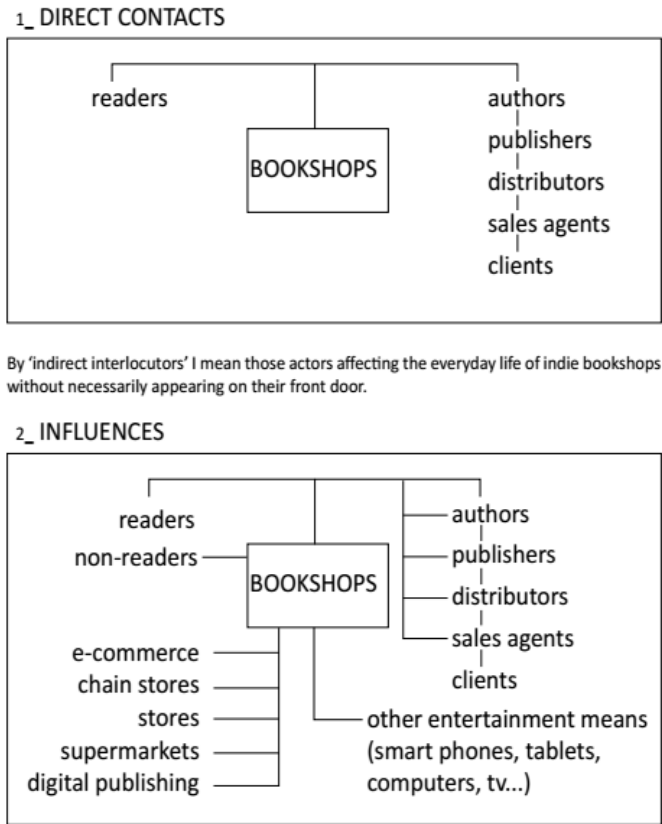 1_ DIRECT CONTACTS
readers
BOOKSHOPS
authors
publishers
distributors
sales agents
clients
By ‘indirect interlocutors’ I mean those actors affecting the everyday life of indie bookshops
without necessarily appearing on their front door.
2_ INFLUENCES
readers
non-readers
BOOKSHOPS
e-commerce
chain stores
stores
supermarkets
digital publishing
authors
publishers
distributors
sales agents
clients
other entertainment means
(smart phones, tablets,
computers, tv...)